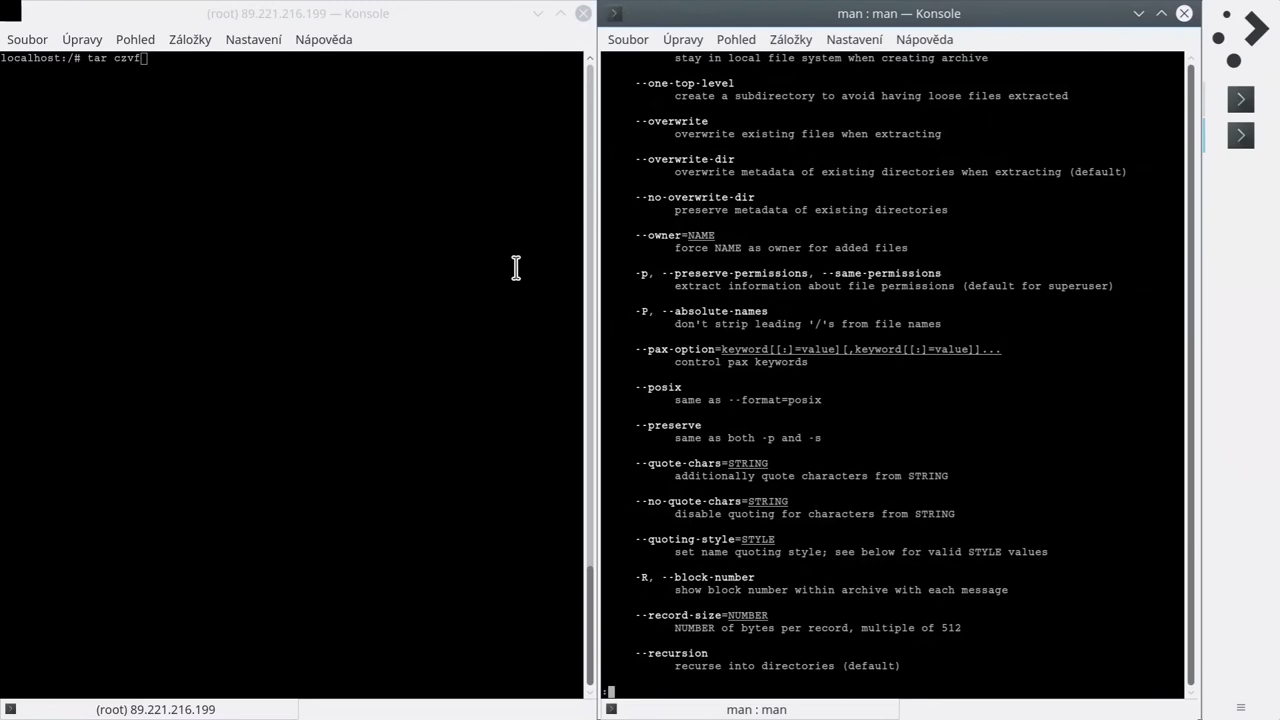 (root) 89.221.216.199 — Konsole
Soubor Úpravy Pohled Záložky Nastavení Nápověda
localhost:/# tar czvf
(root) 89.221.216.199
man : man — Konsole
Soubor Úpravy Pohled Záložky Nastavení Nápověda
stay in local file system when creating archive
--one-top-level
create a subdirectory to avoid having loose files extracted
--overwrite
overwrite existing files when extracting
--overwrite-dir
overwrite metadata of existing directories when extracting (default)
--no-overwrite-dir
preserve metadata of existing directories
--owner=NAME
force NAME as owner for added files
-p, --preserve-permissions, --same-permissions
extract information about file permissions (default for superuser)
-P, --absolute-names
don't strip leading '/'s from file names
--pax-option=keyword[[:]=value][,keyword[[:]=value]]...
control pax keywords
--posix
same as --format=posix
--preserve
same as both -p and -s
--quote-chars=STRING
additionally quote characters from STRING
--no-quote-chars=STRING
disable quoting for characters from STRING
--quoting-style=STYLE
set name quoting style; see below for valid STYLE values
-R, --block-number
show block number within archive with each message
--record-size=NUMBER
NUMBER of bytes per record, multiple of 512
--recursion
recurse into directories (default)
:
man : man